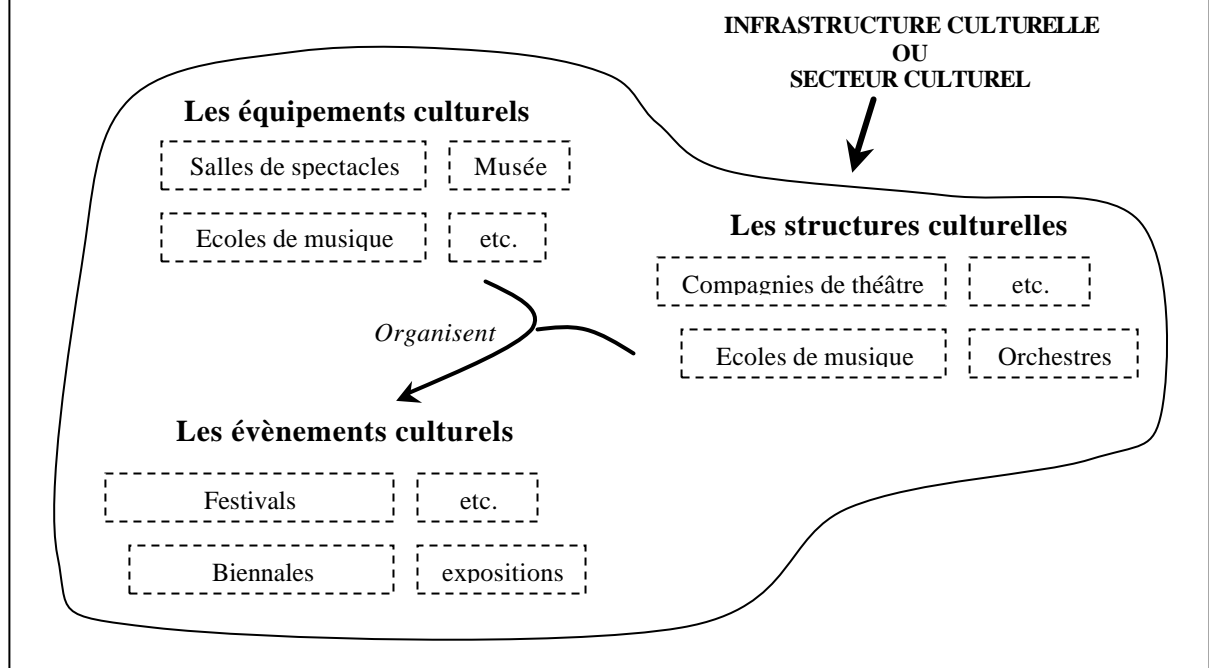 INFRASTRUCTURE CULTURELLE
OU
SECTEUR CULTUREL
Les équipements culturels
Salles de spectacles
Musée
Ecoles de musique
etc.
Les structures culturelles
Compagnies de théâtre
etc.
Ecoles de musique
Orchestres
Organisent
Les évènements culturels
Festivals
etc.
Biennales
expositions